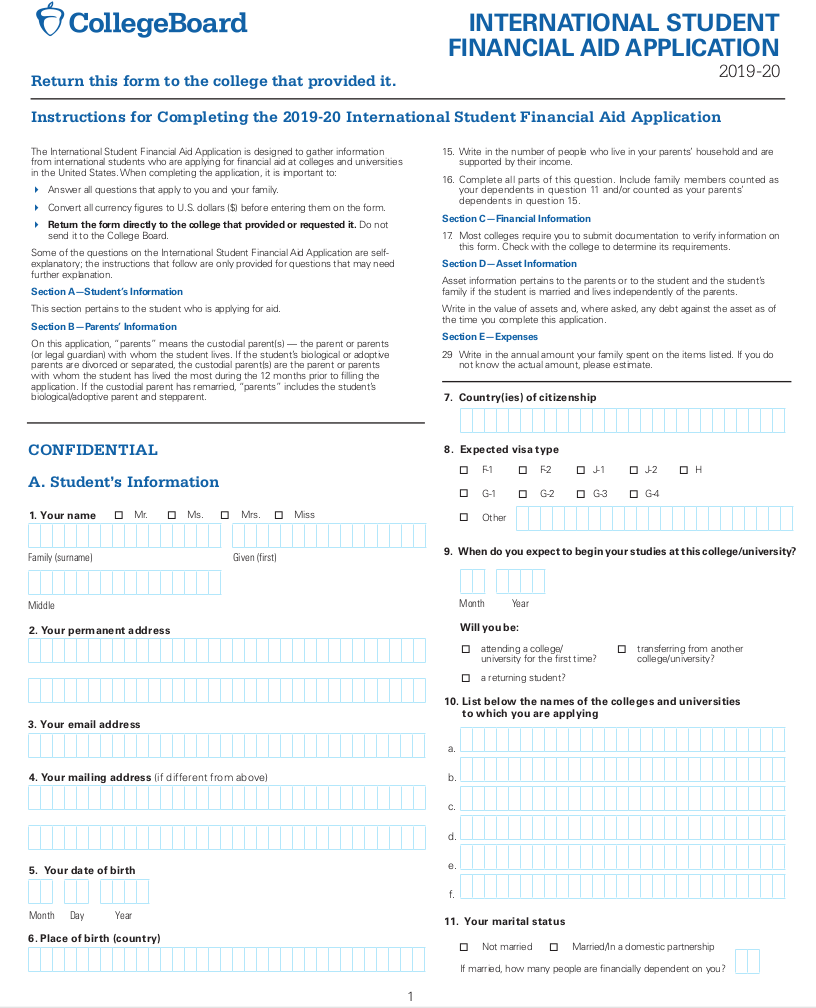 CollegeBoard
INTERNATIONAL STUDENT
FINANCIAL AID APPLICATION
2019-20
Return this form to the college that provided it.
Instructions for Completing the 2019-20 International Student Financial Aid Application
The International Student Financial Aid Application is designed to gather information
from international students who are applying for financial aid at colleges and universities
in the United States. When completing the application, it is important to:
Answer all questions that apply to you and your family.
Convert all currency figures to U.S. dollars ($) before entering them on the form.
Return the form directly to the college that provided or requested it. Do not
send it to the College Board.
Some of the questions on the International Student Financial Aid Application are self-
explanatory; the instructions that follow are only provided for questions that may need
further explanation.
Section A—Student's Information
This section pertains to the student who is applying for aid.
Section B—Parents' Information
On this application, "parents" means the custodial parent(s) — the parent or parents
(or legal guardian) with whom the student lives. If the student's biological or adoptive
parents are divorced or separated, the custodial parent(s) are the parent or parents
with whom the student has lived the most during the 12 months prior to filling the
application. If the custodial parent has remarried, "parents" includes the student's
biological/adoptive parent and stepparent.
15. Write in the number of people who live in your parents' household and are
supported by their income.
16. Complete all parts of this question. Include family members counted as
your dependents in question 11 and/or counted as your parents'
dependents in question 15.
Section C—Financial Information
17. Most colleges require you to submit documentation to verify information on
this form. Check with the college to determine its requirements.
Section D—Asset Information
Asset information pertains to the parents or to the student and the student's
family if the student is married and lives independently of the parents.
Write in the value of assets and, where asked, any debt against the asset as of
the time you complete this application.
Section E—Expenses
29 Write in the annual amount your family spent on the items listed. If you do
not know the actual amount, please estimate.
CONFIDENTIAL
A. Student's Information
1. Your name Mr. Ms. Mrs. Miss
Family (surname) Given (first)
Middle
2. Your permanent address
3. Your email address
4. Your mailing address (if different from above)
5. Your date of birth
Month Day Year
6. Place of birth (country)
7. Country(ies) of citizenship
8. Expected visa type
F-1 F-2 J-1 J-2 H
G-1 G-2 G-3 G-4
Other
9. When do you expect to begin your studies at this college/university?
Month Year
Will you be:
attending a college/
university for the first time?
transferring from another
college/university?
a returning student?
10. List below the names of the colleges and universities
to which you are applying
a.
b.
c.
d.
e.
f.
11. Your marital status
Not married Married/In a domestic partnership
If married, how many people are financially dependent on you?
1